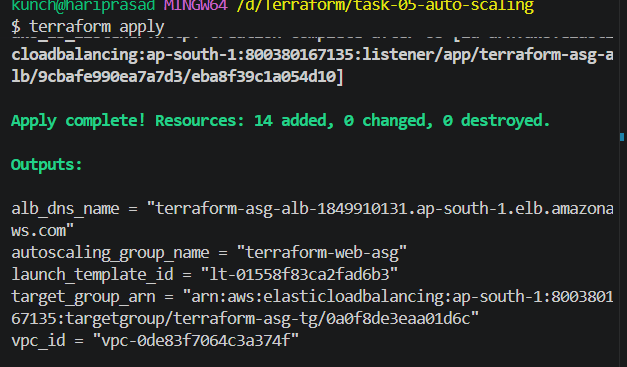 kunch@hariprasad MINGW64 /d/Terraform/task-05-auto-scaling
$ terraform apply
cloadbalancing:ap-south-1:800380167135:listener/app/terraform-asg-a
lb/9cbafe990ea7a7d3/eba8f39c1a054d10]
Apply complete! Resources: 14 added, 0 changed, 0 destroyed.
Outputs:
alb_dns_name = "terraform-asg-alb-1849910131.ap-south-1.elb.amazona
ws.com"
autoscaling_group_name = "terraform-web-asg"
launch_template_id = "lt-01558f83ca2fad6b3"
target_group_arn = "arn:aws:elasticloadbalancing:ap-south-1:8003801
67135:targetgroup/terraform-asg-tg/0a0f8de3eaa01d6c"
vpc_id = "vpc-0de83f7064c3a374f"